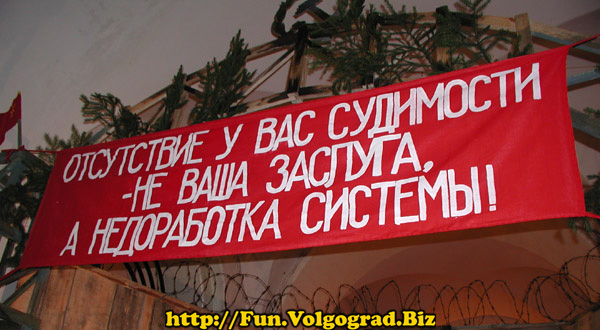 ОТСУТСТВИЕ У ВАС СУДИМОСТИ
-НЕ ВАША ЗАСЛУГА,
А НЕДОРАБОТКА СИСТЕМЫ!
http://Fun.Volgograd.Biz